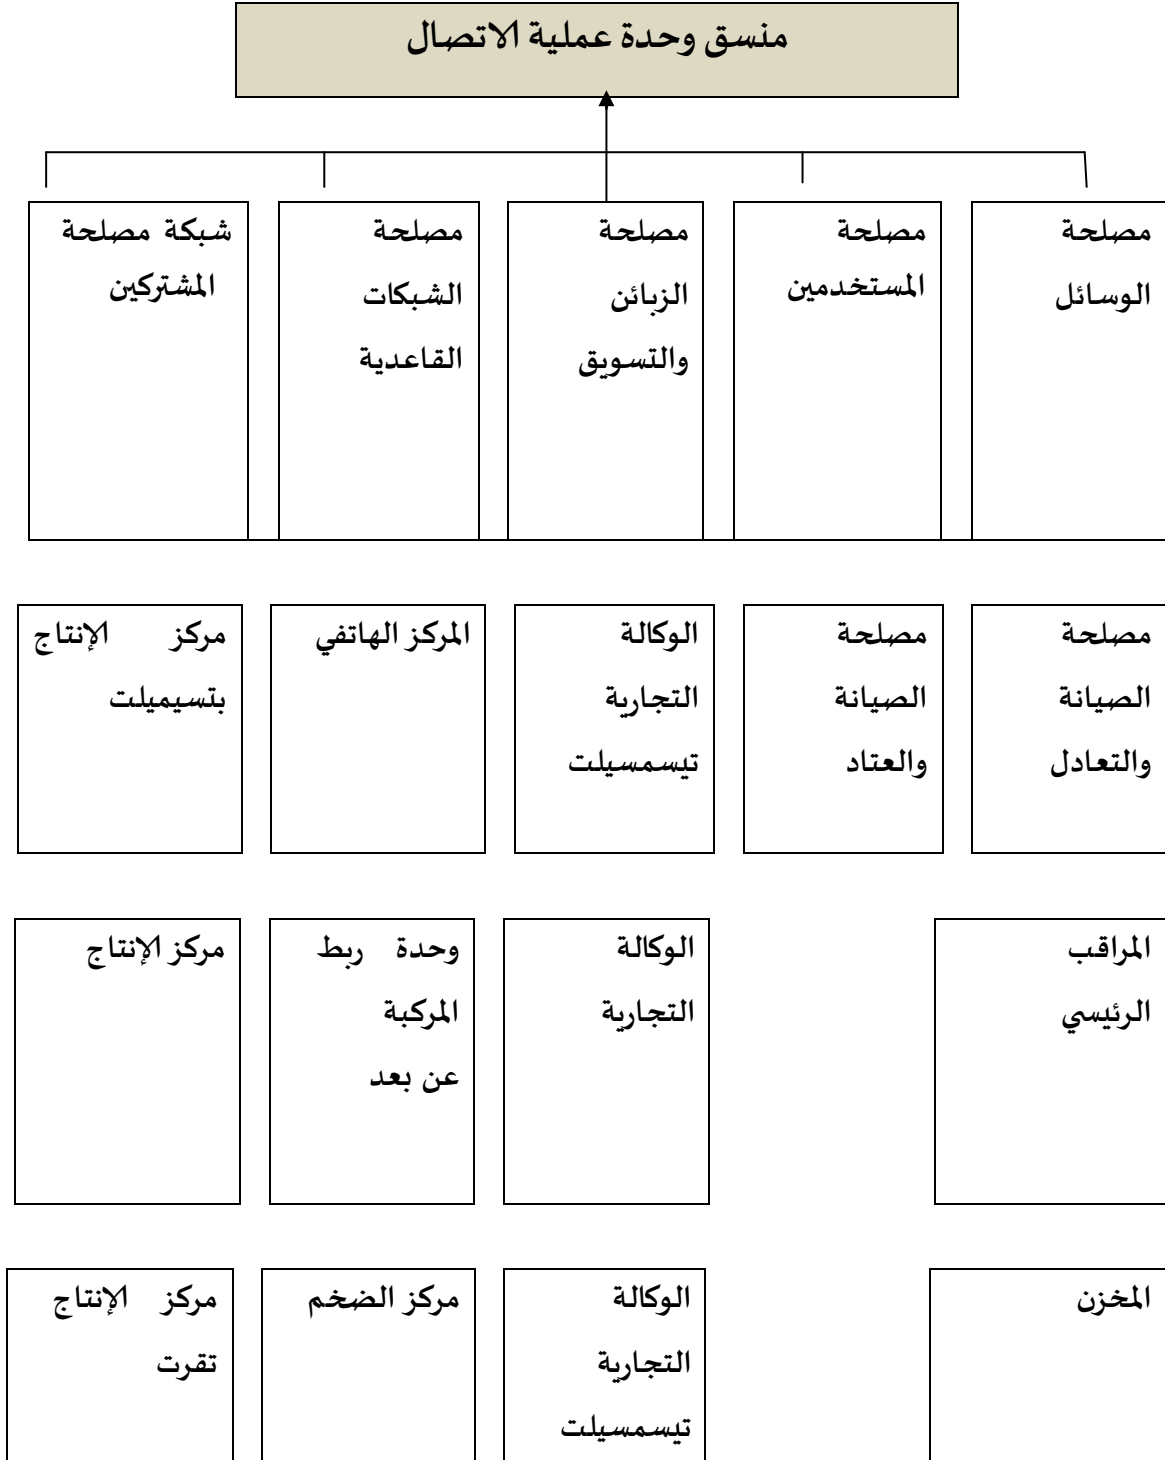 منسق وحدة عملية الاتصال
مصلحة
الوسائل
مصلحة
المستخدمين
مصلحة
الزبائن
والتسويق
مصلحة
الشبكات
القاعدية
شبكة مصلحة
المشتركين
مصلحة
الصيانة
والتعادل
مصلحة
الصيانة
والعتاد
الوكالة
التجارية
تيسمسيلت
المركز الهاتفي
مركز الإنتاج
بتسيميلت
المراقب
الرئيسي
الوكالة
التجارية
وحدة ربط
المركبة
عن بعد
مركز الإنتاج
المخزن
الوكالة
التجارية
تيسمسيلت
مركز الضخم
مركز الإنتاج
تقرت